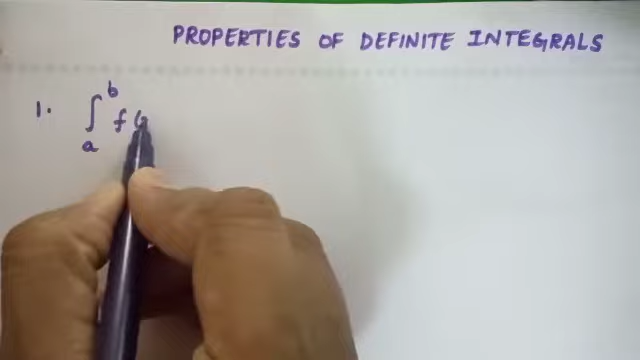 PROPERTIES OF DEFINITE INTEGRALS
1. ∫ₐᵇ f(